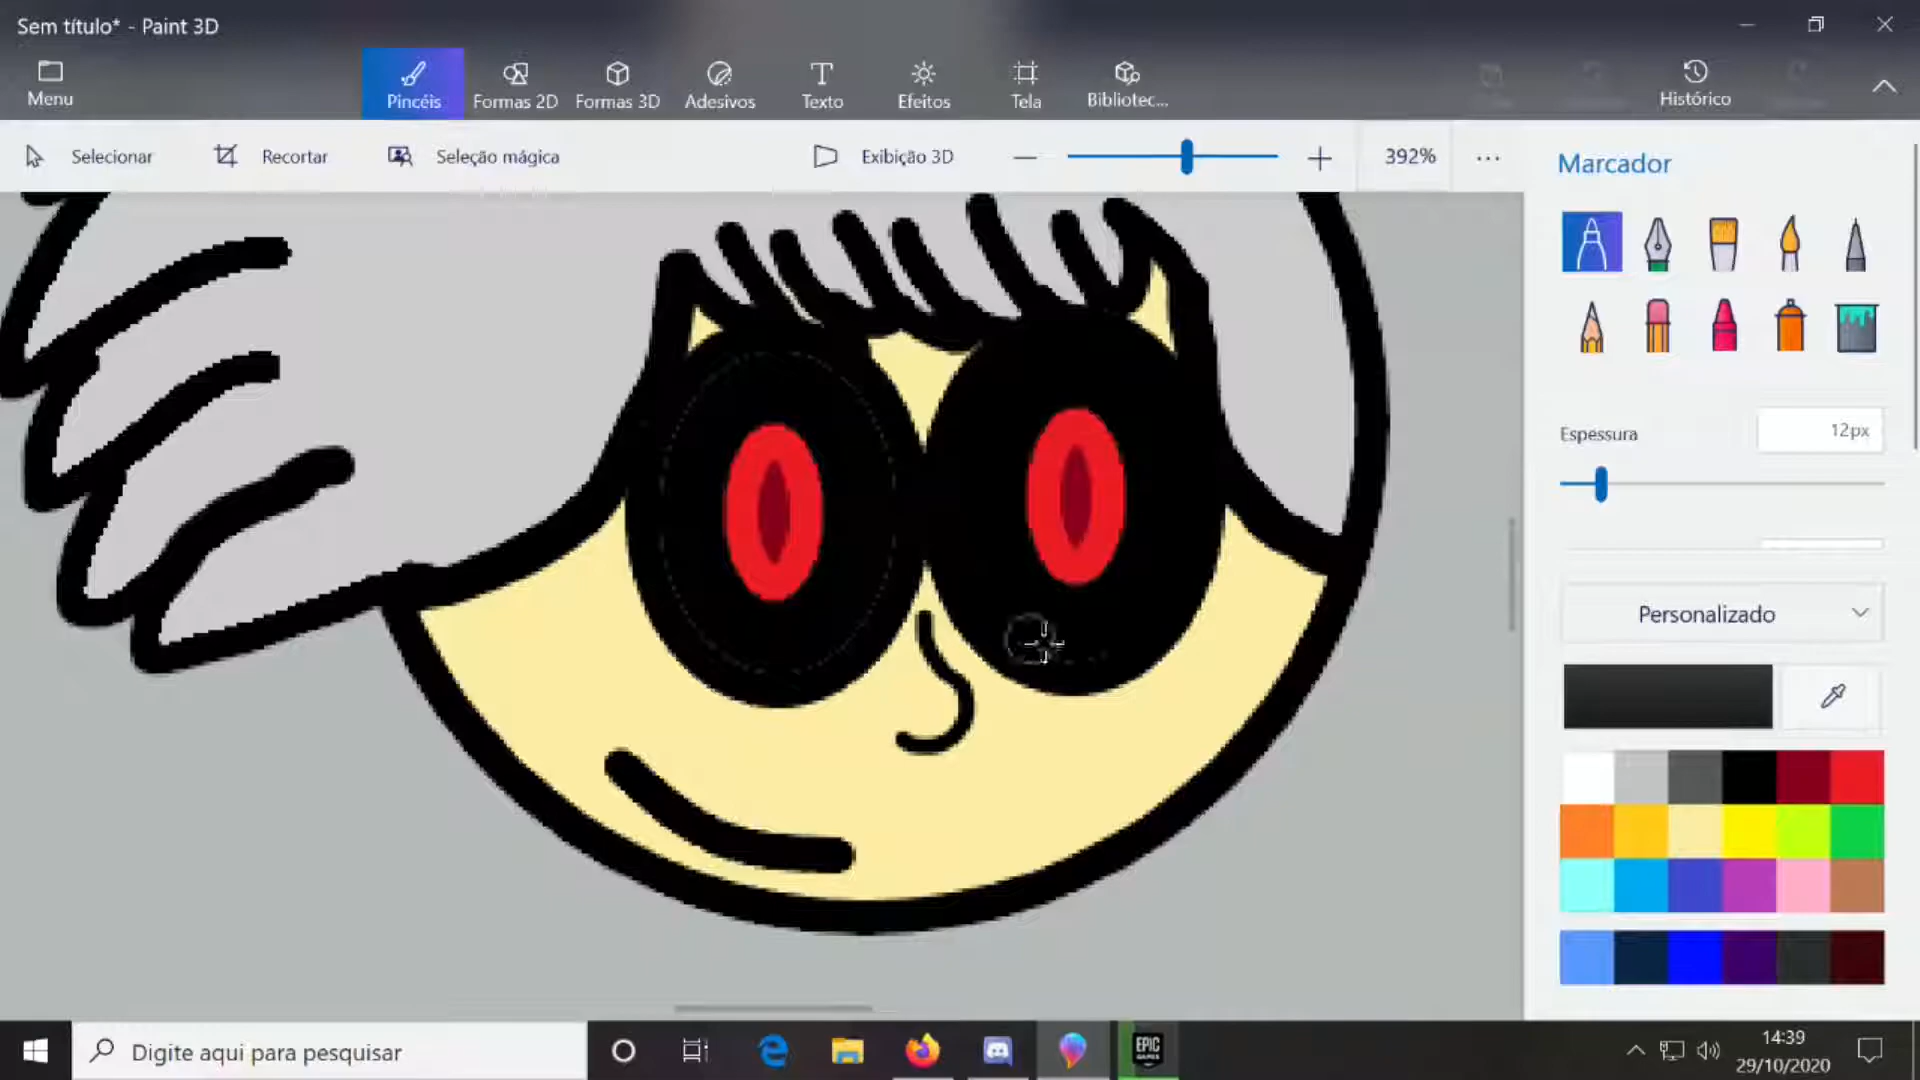 Sem título* - Paint 3D
Menu
Pincéis
Formas 2D
Formas 3D
Adesivos
Texto
Efeitos
Tela
Bibliotec...
Histórico
Selecionar
Recortar
Seleção mágica
Exibição 3D
392%
Marcador
Espessura
12px
Personalizado
Digite aqui para pesquisar
EPIC
GAMES
14:39
29/10/2020